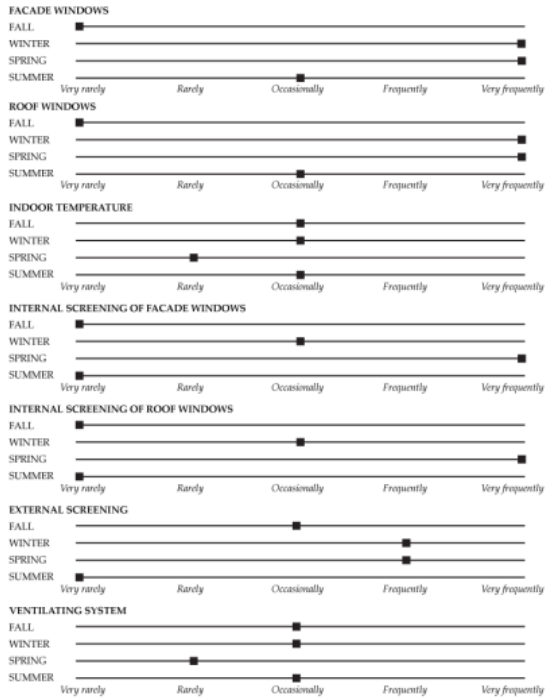 FACADE WINDOWS
FALL
WINTER
SPRING
SUMMER
Very rarely Rarely Occasionally Frequently Very frequently
ROOF WINDOWS
FALL
WINTER
SPRING
SUMMER
Very rarely Rarely Occasionally Frequently Very frequently
INDOOR TEMPERATURE
FALL
WINTER
SPRING
SUMMER
Very rarely Rarely Occasionally Frequently Very frequently
INTERNAL SCREENING OF FACADE WINDOWS
FALL
WINTER
SPRING
SUMMER
Very rarely Rarely Occasionally Frequently Very frequently
INTERNAL SCREENING OF ROOF WINDOWS
FALL
WINTER
SPRING
SUMMER
Very rarely Rarely Occasionally Frequently Very frequently
EXTERNAL SCREENING
FALL
WINTER
SPRING
SUMMER
Very rarely Rarely Occasionally Frequently Very frequently
VENTILATING SYSTEM
FALL
WINTER
SPRING
SUMMER
Very rarely Rarely Occasionally Frequently Very frequently